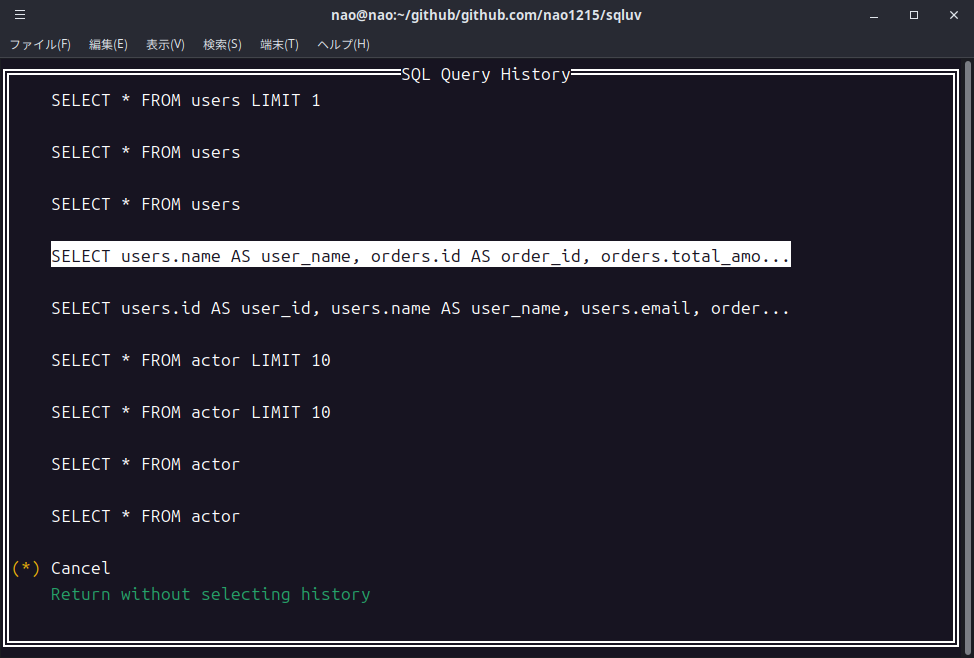 nao@nao:~/github/github.com/nao1215/sqluv
ファイル(F) 編集(E) 表示(V) 検索(S) 端末(T) ヘルプ(H)
SQL Query History
SELECT * FROM users LIMIT 1
SELECT * FROM users
SELECT * FROM users
SELECT users.name AS user_name, orders.id AS order_id, orders.total_amo...
SELECT users.id AS user_id, users.name AS user_name, users.email, order...
SELECT * FROM actor LIMIT 10
SELECT * FROM actor LIMIT 10
SELECT * FROM actor
SELECT * FROM actor
(*) Cancel
Return without selecting history